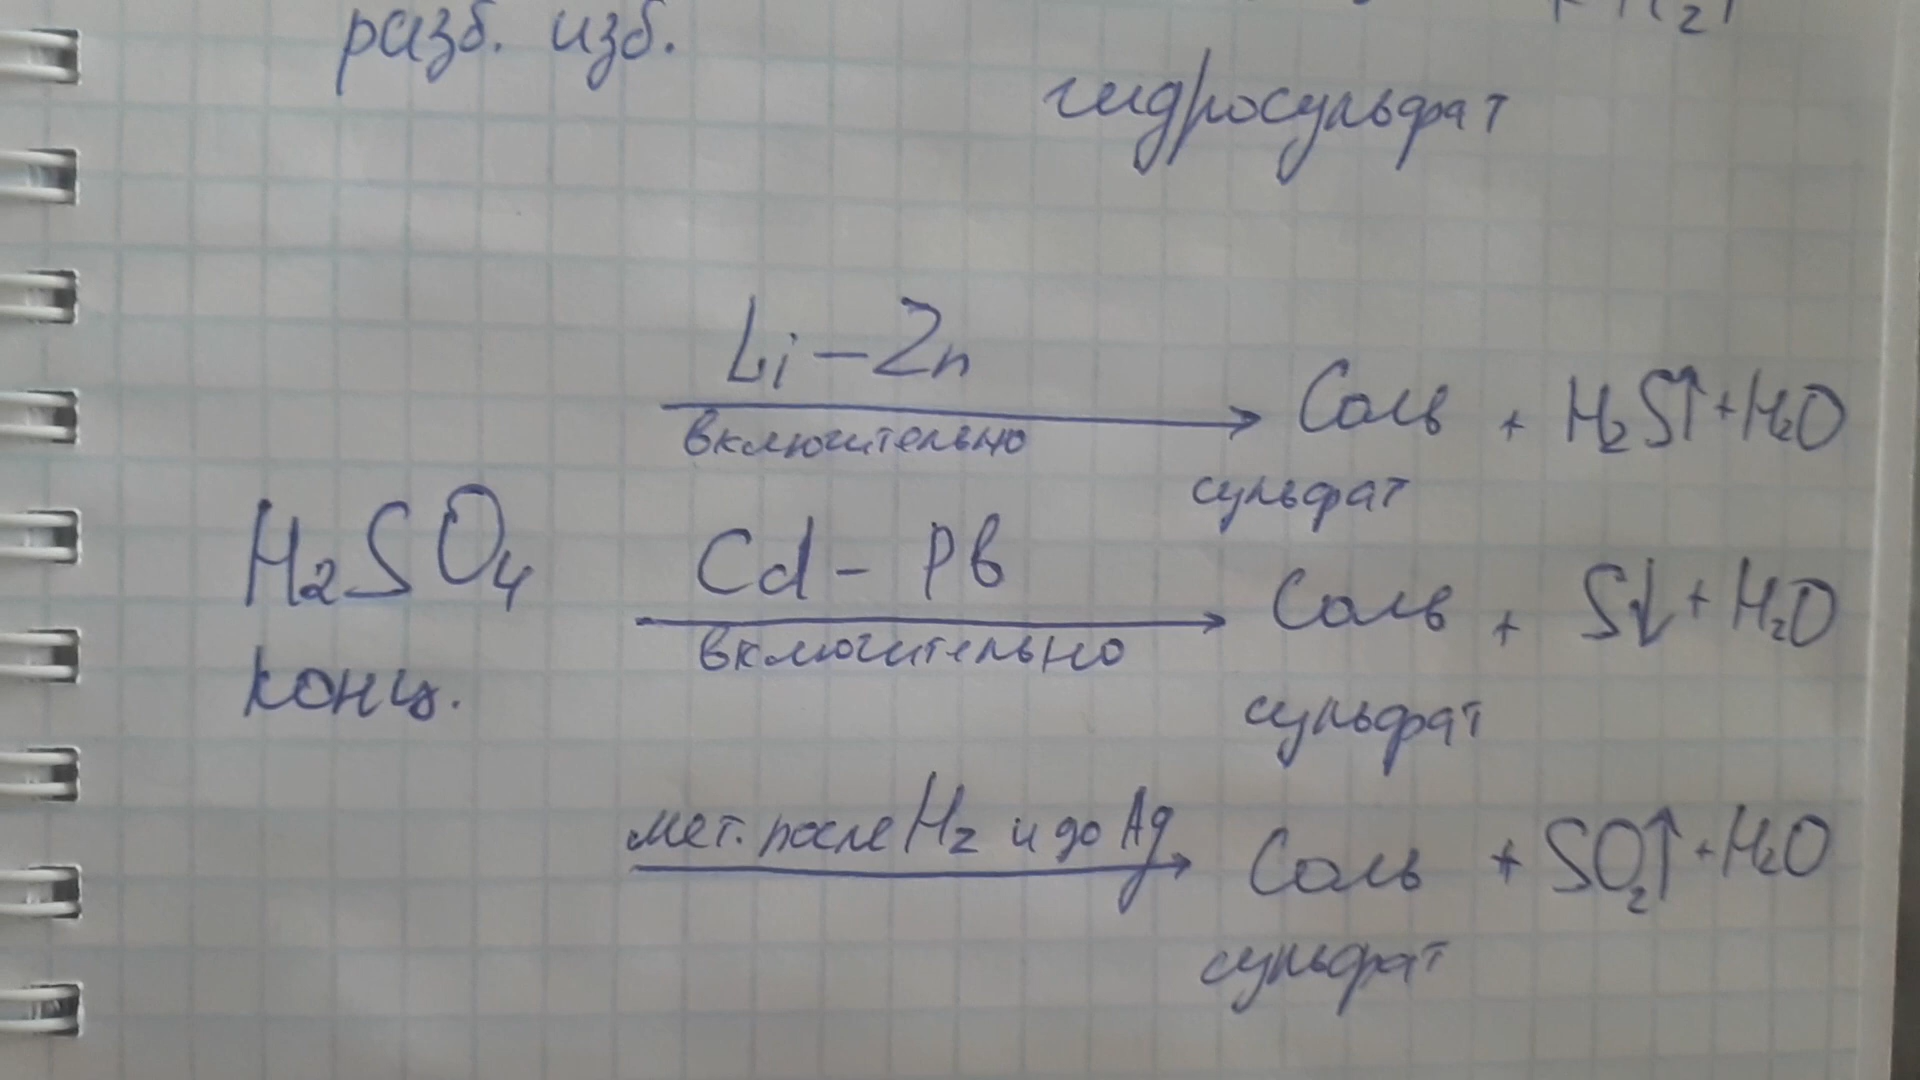 разб. изб.
гидросульфат
Li – Zn
включительно
Соль + H₂S↑ + H₂O
сульфат
H₂SO₄
конц.
Cd – Pb
включительно
Соль + S↓ + H₂O
сульфат
мет. после H₂ и до Ag
Соль + SO₂↑ + H₂O
сульфат